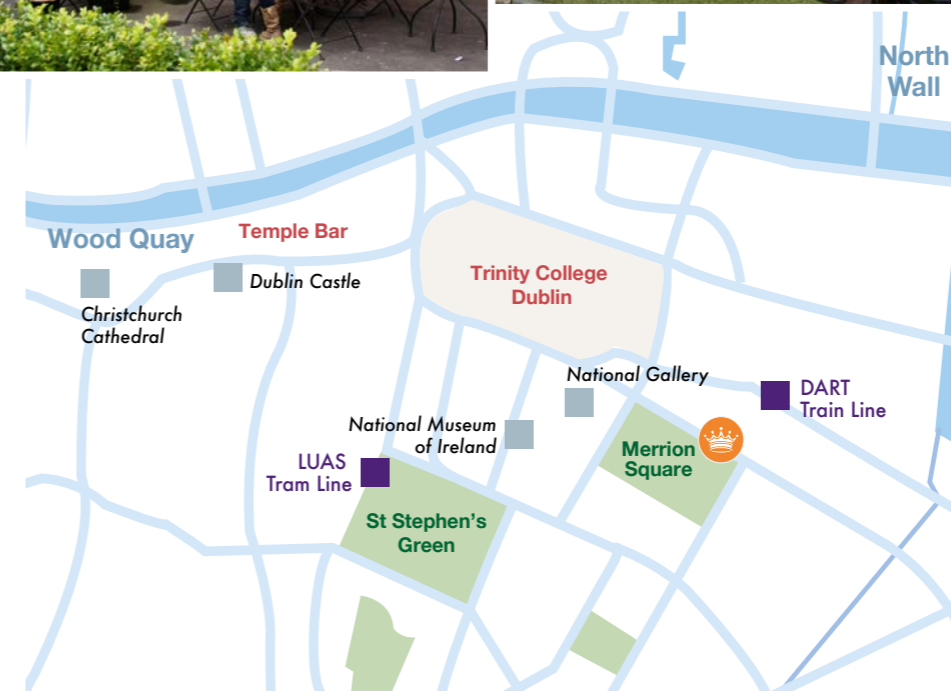 North
Wall
Wood Quay
Temple Bar
Dublin Castle
Christchurch
Cathedral
Trinity College
Dublin
National Gallery
DART
Train Line
National Museum
of Ireland
Merrion
Square
LUAS
Tram Line
St Stephen's
Green